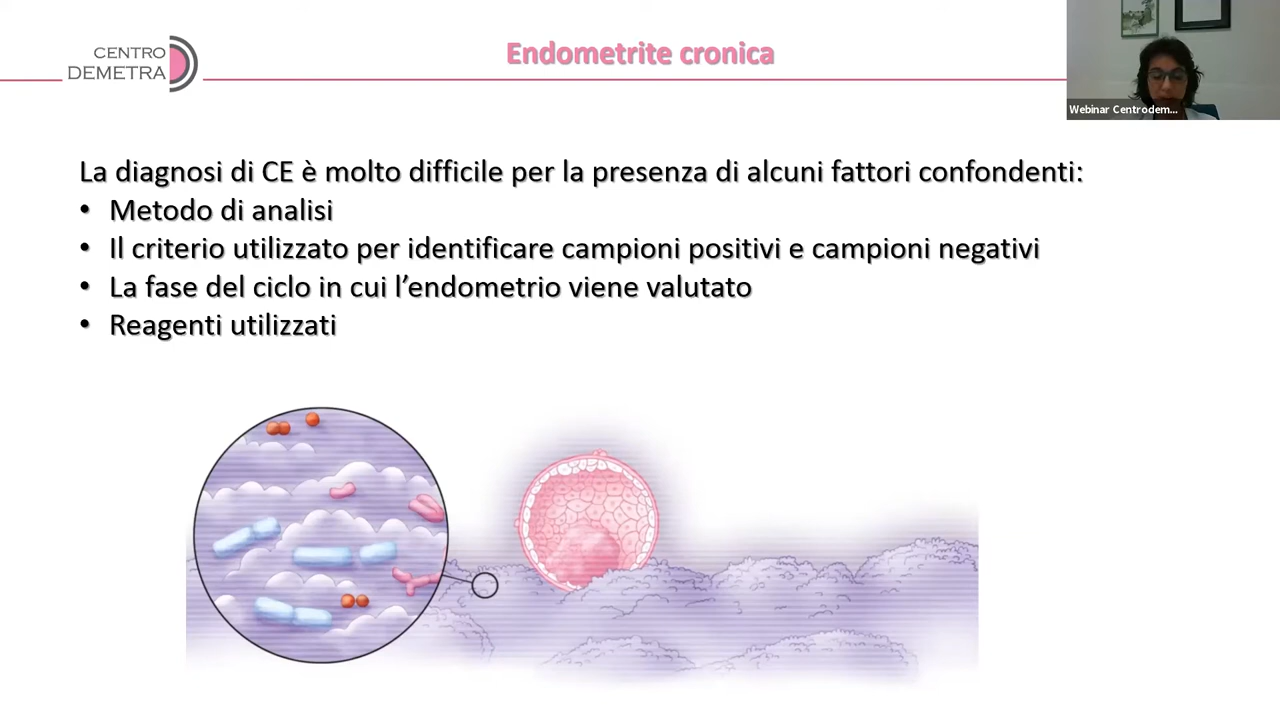 CENTRO
DEMETRA
Endometrite cronica
Webinar Centrodem...
La diagnosi di CE è molto difficile per la presenza di alcuni fattori confondenti:
• Metodo di analisi
• Il criterio utilizzato per identificare campioni positivi e campioni negativi
• La fase del ciclo in cui l’endometrio viene valutato
• Reagenti utilizzati